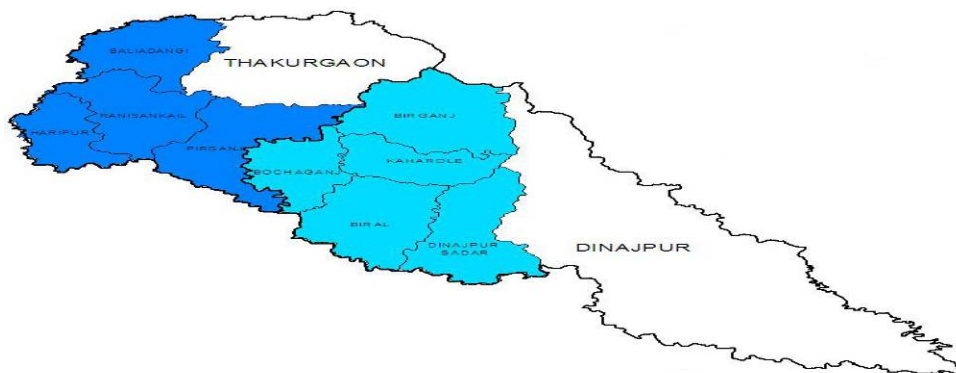 BALIADANGI
THAKURGAON
RANISANKAIL
HARIPUR
PIRGANJ
BIRGANJ
KAHAROLE
BOCHAGANJ
BIRAL
DINAJPUR
SADAR
DINAJPUR